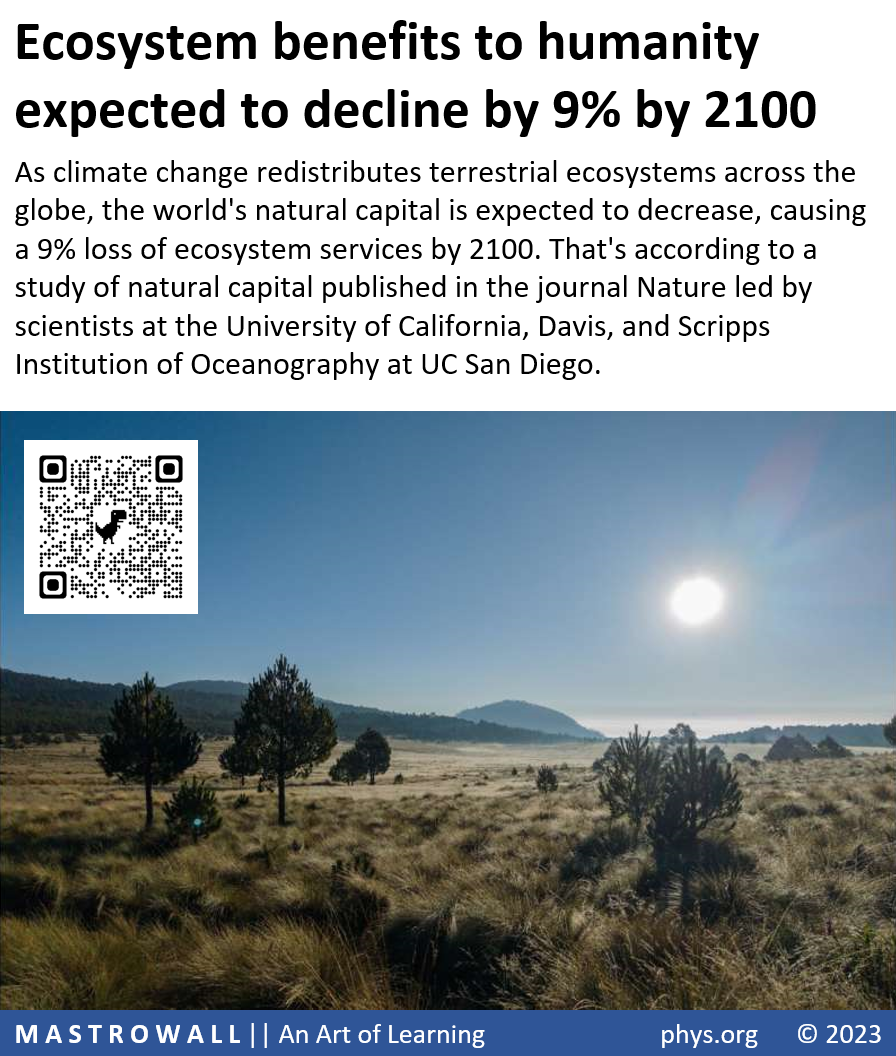 Ecosystem benefits to humanity
expected to decline by 9% by 2100
As climate change redistributes terrestrial ecosystems across the
globe, the world's natural capital is expected to decrease, causing
a 9% loss of ecosystem services by 2100. That's according to a
study of natural capital published in the journal Nature led by
scientists at the University of California, Davis, and Scripps
Institution of Oceanography at UC San Diego.
MASTROWALL || An Art of Learning phys.org © 2023